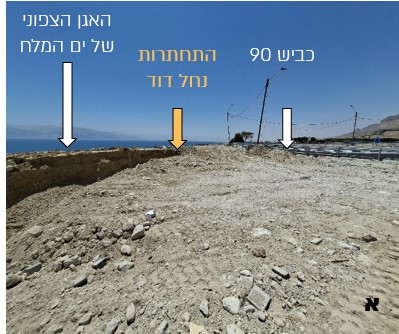 האגן הצפוני
של ים המלח
התחתרות
נחל דוד
כביש 90
א